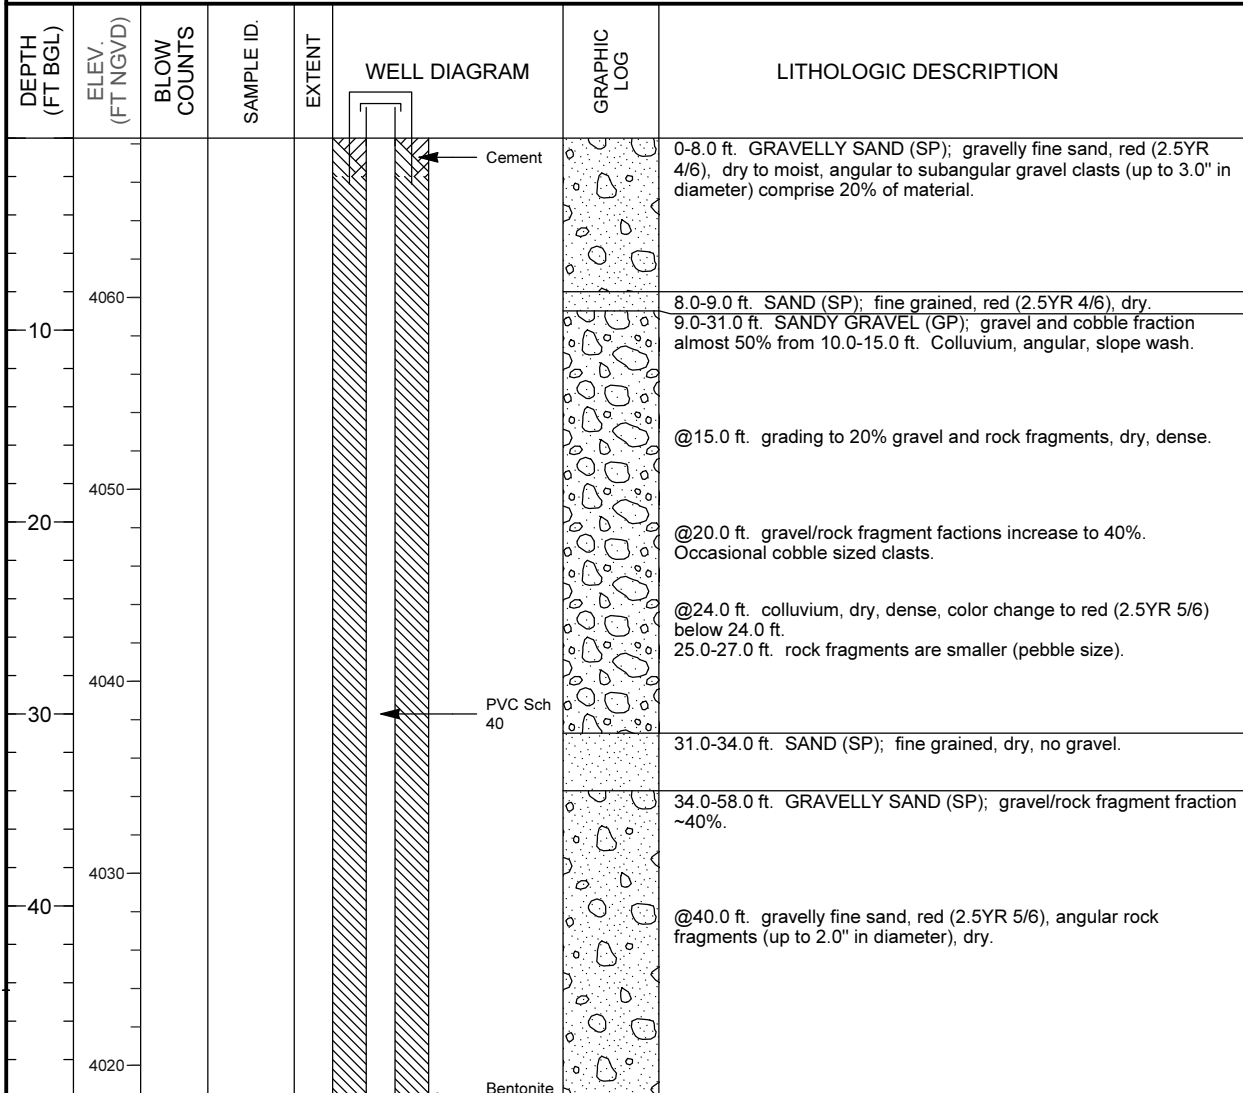 DEPTH
(FT BGL)
ELEV.
(FT NGVD)
BLOW
COUNTS
SAMPLE ID.
EXTENT
WELL DIAGRAM
GRAPHIC
LOG
LITHOLOGIC DESCRIPTION
Cement
0-8.0 ft. GRAVELLY SAND (SP); gravelly fine sand, red (2.5YR
4/6), dry to moist, angular to subangular gravel clasts (up to 3.0" in
diameter) comprise 20% of material.
4060
8.0-9.0 ft. SAND (SP); fine grained, red (2.5YR 4/6), dry.
10
9.0-31.0 ft. SANDY GRAVEL (GP); gravel and cobble fraction
almost 50% from 10.0-15.0 ft. Colluvium, angular, slope wash.
@15.0 ft. grading to 20% gravel and rock fragments, dry, dense.
4050
20
@20.0 ft. gravel/rock fragment factions increase to 40%.
Occasional cobble sized clasts.
@24.0 ft. colluvium, dry, dense, color change to red (2.5YR 5/6)
below 24.0 ft.
25.0-27.0 ft. rock fragments are smaller (pebble size).
4040
30
PVC Sch
40
31.0-34.0 ft. SAND (SP); fine grained, dry, no gravel.
34.0-58.0 ft. GRAVELLY SAND (SP); gravel/rock fragment fraction
~40%.
4030
40
@40.0 ft. gravelly fine sand, red (2.5YR 5/6), angular rock
fragments (up to 2.0" in diameter), dry.
4020
Bentonite